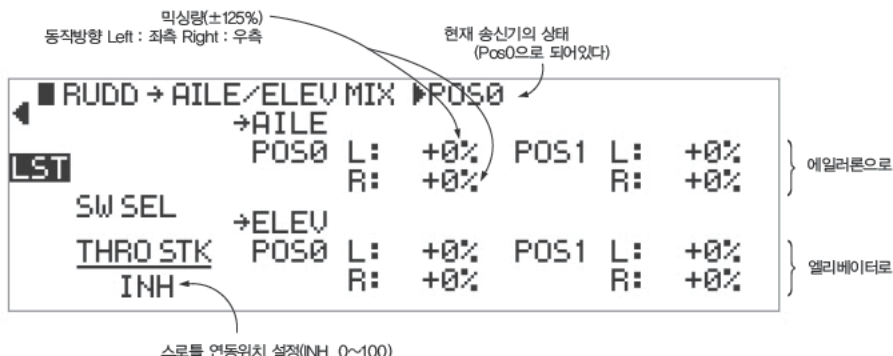 믹싱량(±125%)
동작방향 Left : 좌측 Right : 우측
현재 송신기의 상태
(Pos0으로 되어있다)
RUDD→AILE/ELEV MIX ▶POS0
→AILE
POS0 L: +0% POS1 L: +0%
R: +0% R: +0%
에일러론으로
LST
SW SEL
→ELEV
THRO STK POS0 L: +0% POS1 L: +0%
INH R: +0% R: +0%
엘리베이터로
스로틀 연동위치 설정(INH, 0~100)